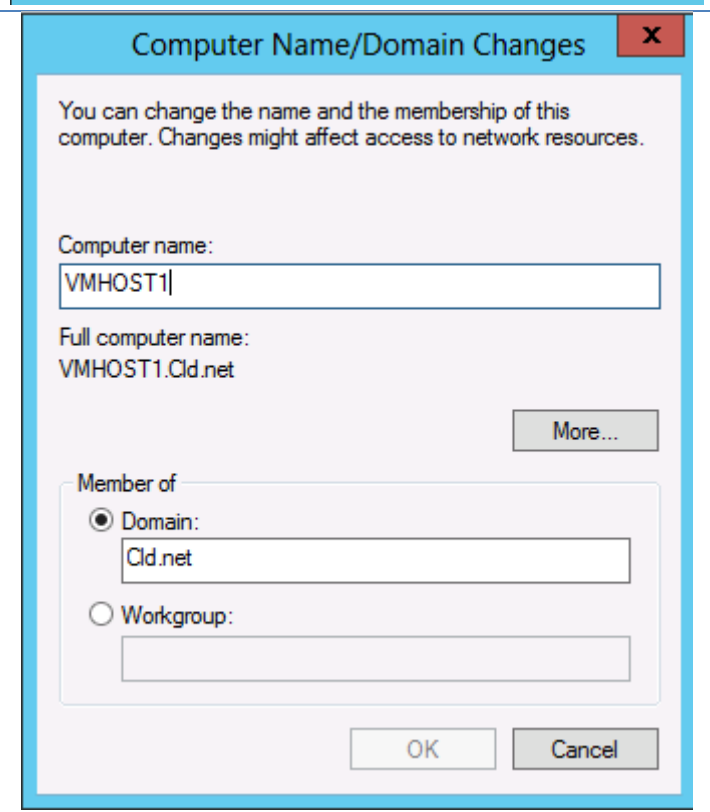 Computer Name/Domain Changes
x
You can change the name and the membership of this
computer. Changes might affect access to network resources.
Computer name:
VMHOST1
Full computer name:
VMHOST1.Cld.net
More...
Member of
Domain:
Cld.net
Workgroup:
OK Cancel